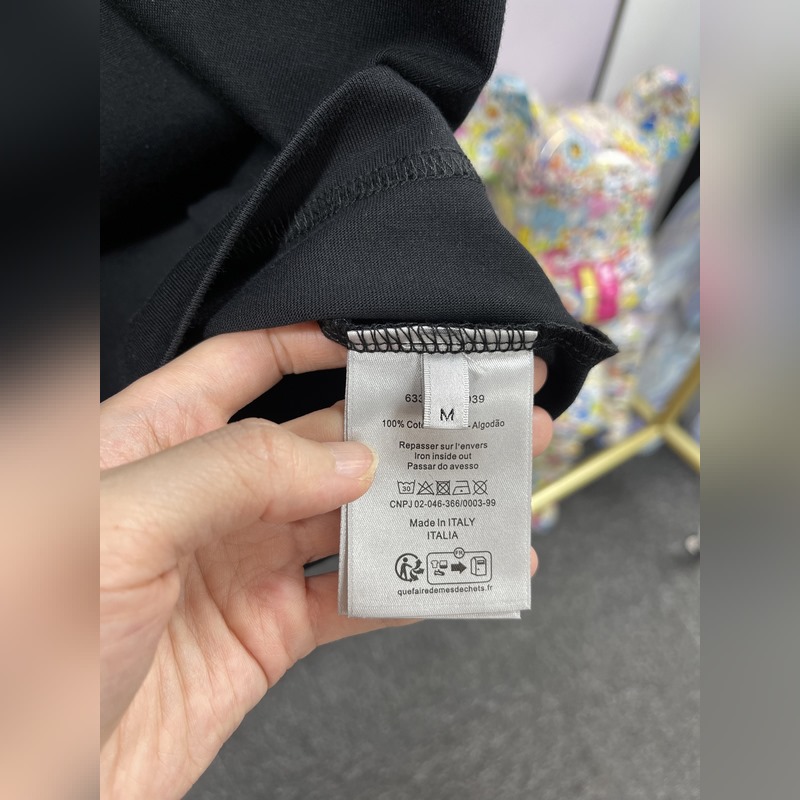 M
100% Algodão
Repasser sur l'envers
Iron inside out
Passar do avesso
30
CNPJ 02-046-366/0003-99
Made In ITALY
ITALIA
FR
quefairedemesdechets.fr